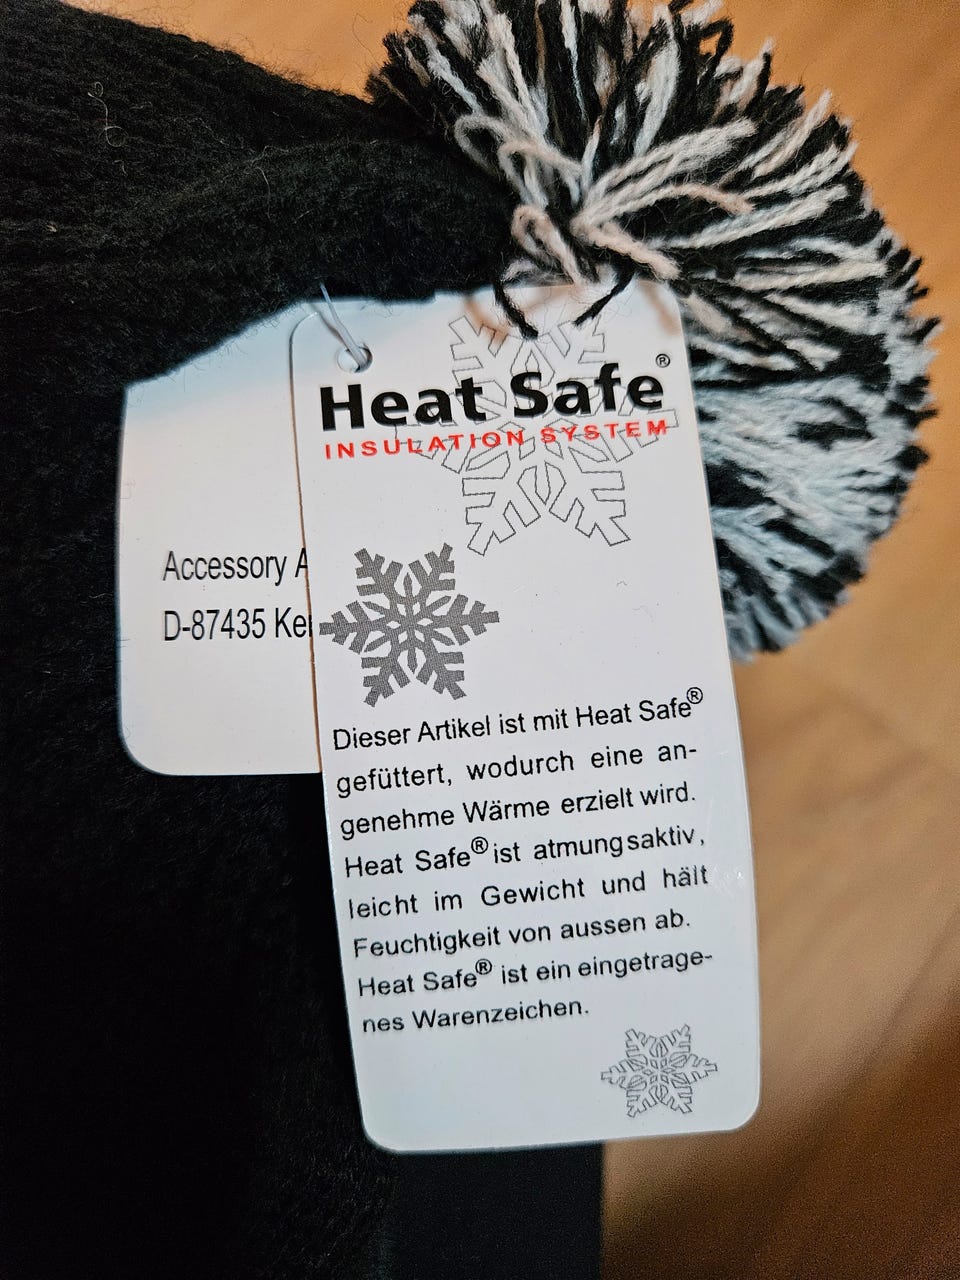 Heat Safe®
INSULATION SYSTEM
Accessory
D-87435
Dieser Artikel ist mit Heat Safe®
gefüttert, wodurch eine an-
genehme Wärme erzielt wird.
Heat Safe® ist atmungsaktiv,
leicht im Gewicht und hält
Feuchtigkeit von aussen ab.
Heat Safe® ist ein eingetrage-
nes Warenzeichen.